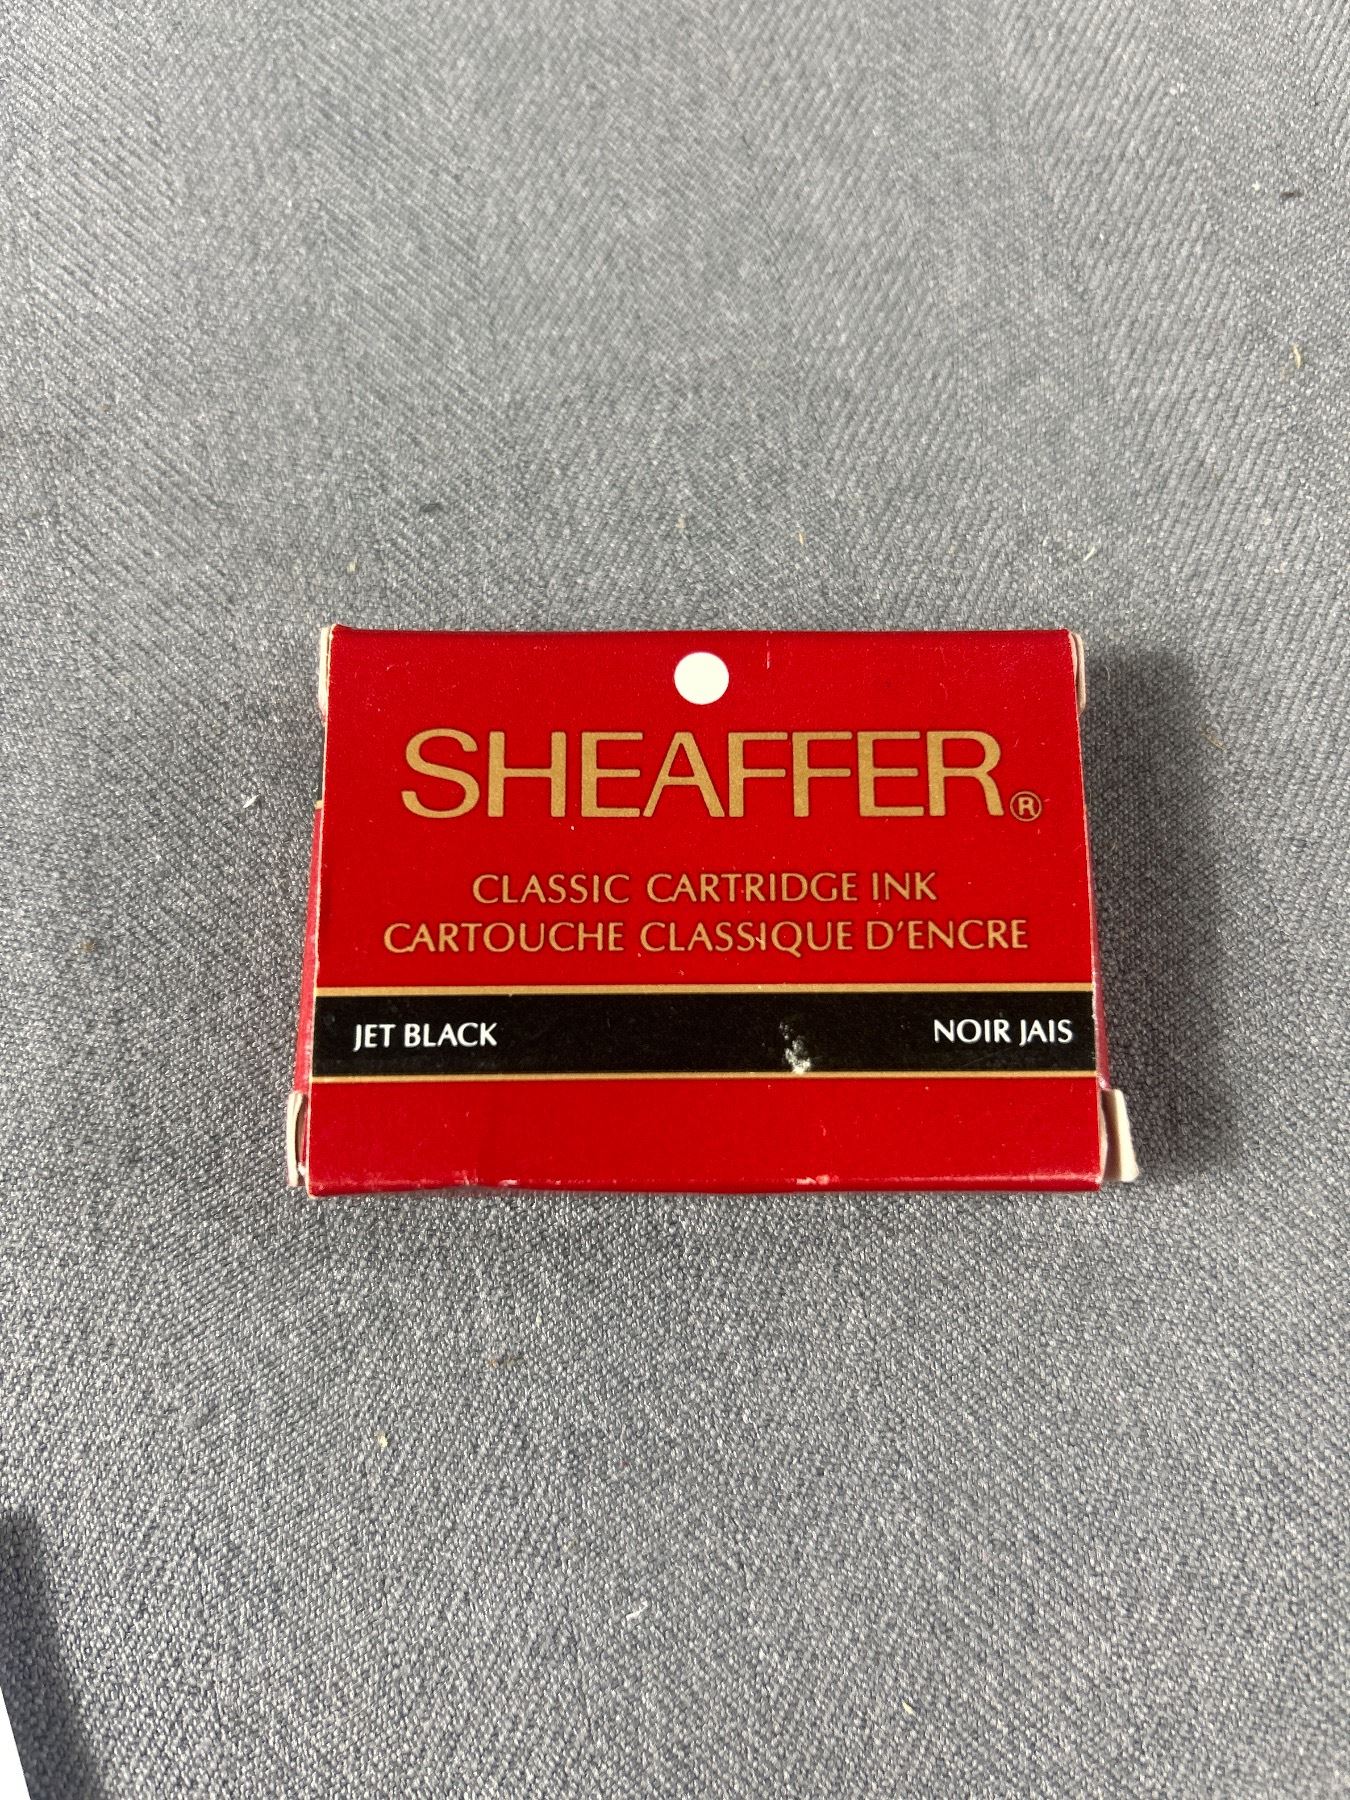 SHEAFFER®
CLASSIC CARTRIDGE INK
CARTOUCHE CLASSIQUE D'ENCRE
JET BLACK NOIR JAIS